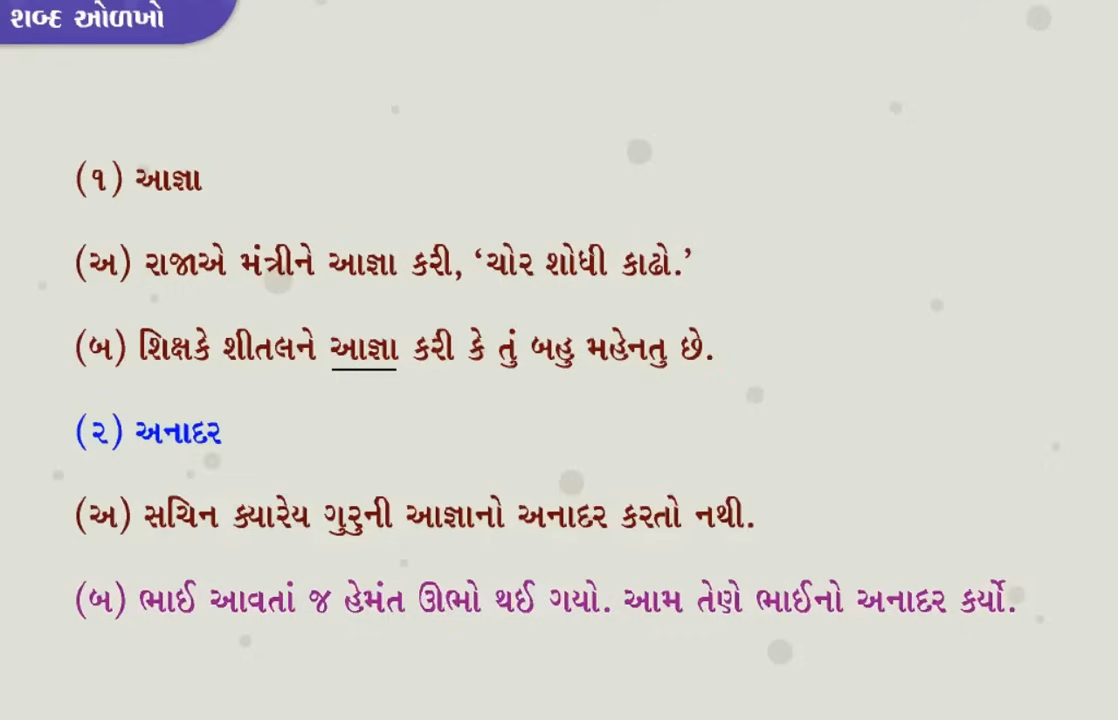 શબ્દ ઓળખો
(૧) આજ્ઞા
(અ) રાજાએ મંત્રીને આજ્ઞા કરી, ‘ચોર શોધી કાઢો.’
(બ) શિક્ષકે શીતલને આજ્ઞા કરી કે તું બહુ મહેનતુ છે.
(૨) અનાદર
(અ) સચિન ક્યારેય ગુરુની આજ્ઞાનો અનાદર કરતો નથી.
(બ) ભાઈ આવતાં જ હેમંત ઊભો થઈ ગયો. આમ તેણે ભાઈનો અનાદર કર્યો.